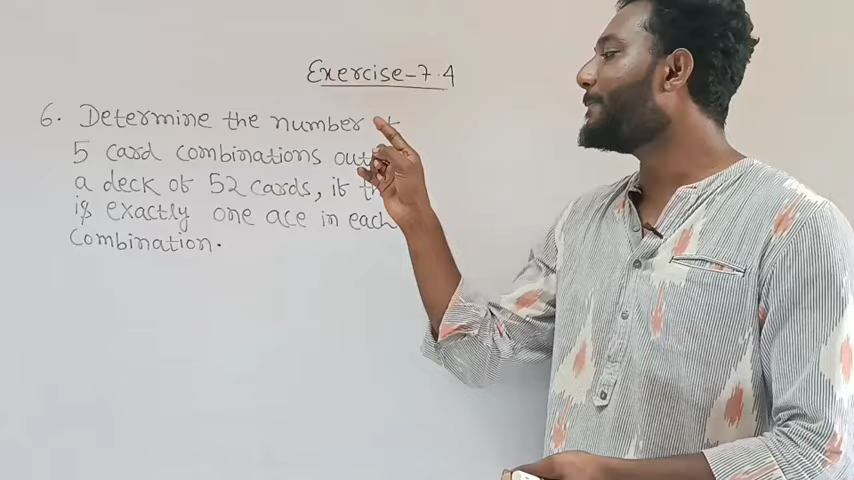 Exercise-7.4
6. Determine the number
5 card combinations out
a deck of 52 cards, if
is exactly one ace in each
combination.